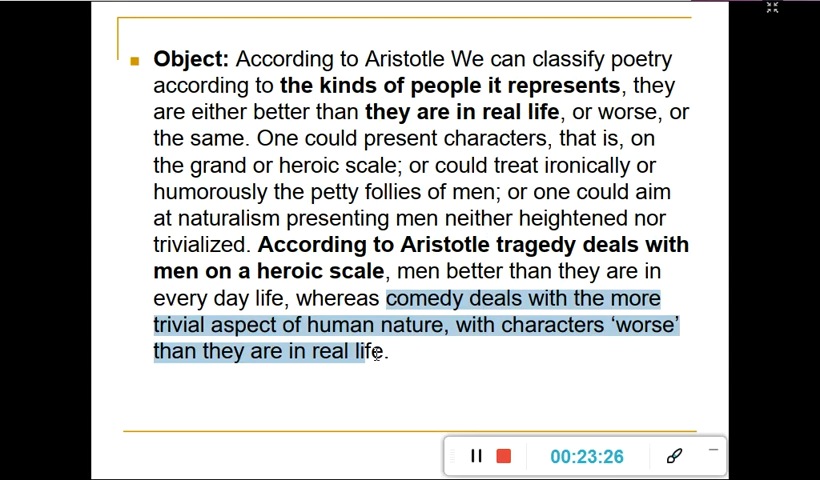 Object: According to Aristotle We can classify poetry
according to the kinds of people it represents, they
are either better than they are in real life, or worse, or
the same. One could present characters, that is, on
the grand or heroic scale; or could treat ironically or
humorously the petty follies of men; or one could aim
at naturalism presenting men neither heightened nor
trivialized. According to Aristotle tragedy deals with
men on a heroic scale, men better than they are in
every day life, whereas comedy deals with the more
trivial aspect of human nature, with characters ‘worse’
than they are in real life.
00:23:26